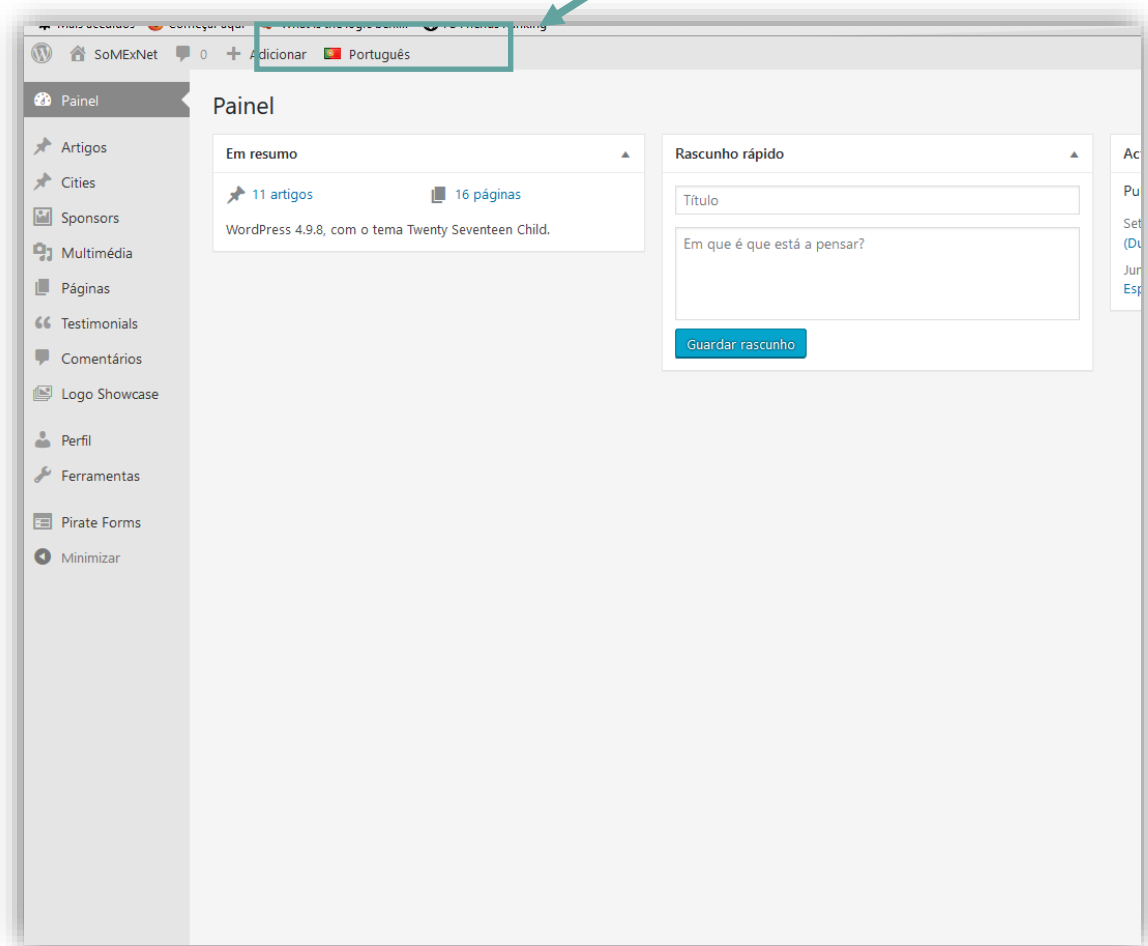 SoMExNet 0 + Adicionar Português
Painel
Artigos
Cities
Sponsors
Multimédia
Páginas
Testimonials
Comentários
Logo Showcase
Perfil
Ferramentas
Pirate Forms
Minimizar
Painel
Em resumo
11 artigos 16 páginas
WordPress 4.9.8, com o tema Twenty Seventeen Child.
Rascunho rápido
Título
Em que é que está a pensar?
Guardar rascunho